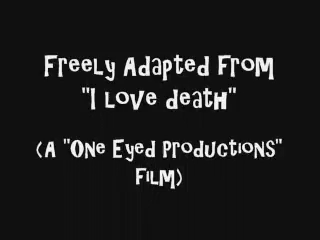 Freely Adapted From
"I Love death"
(A "One Eyed Productions"
Film)